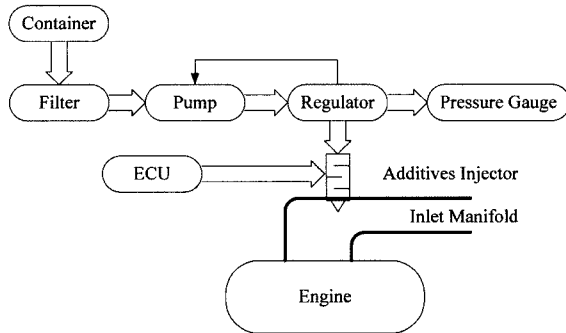 Container
Filter
Pump
Regulator
Pressure Gauge
ECU
Additives Injector
Inlet Manifold
Engine